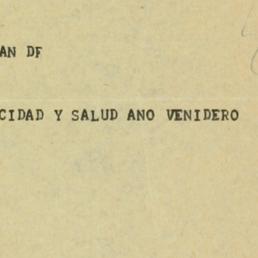 AN DF
CIDAD Y SALUD ANO VENIDERO